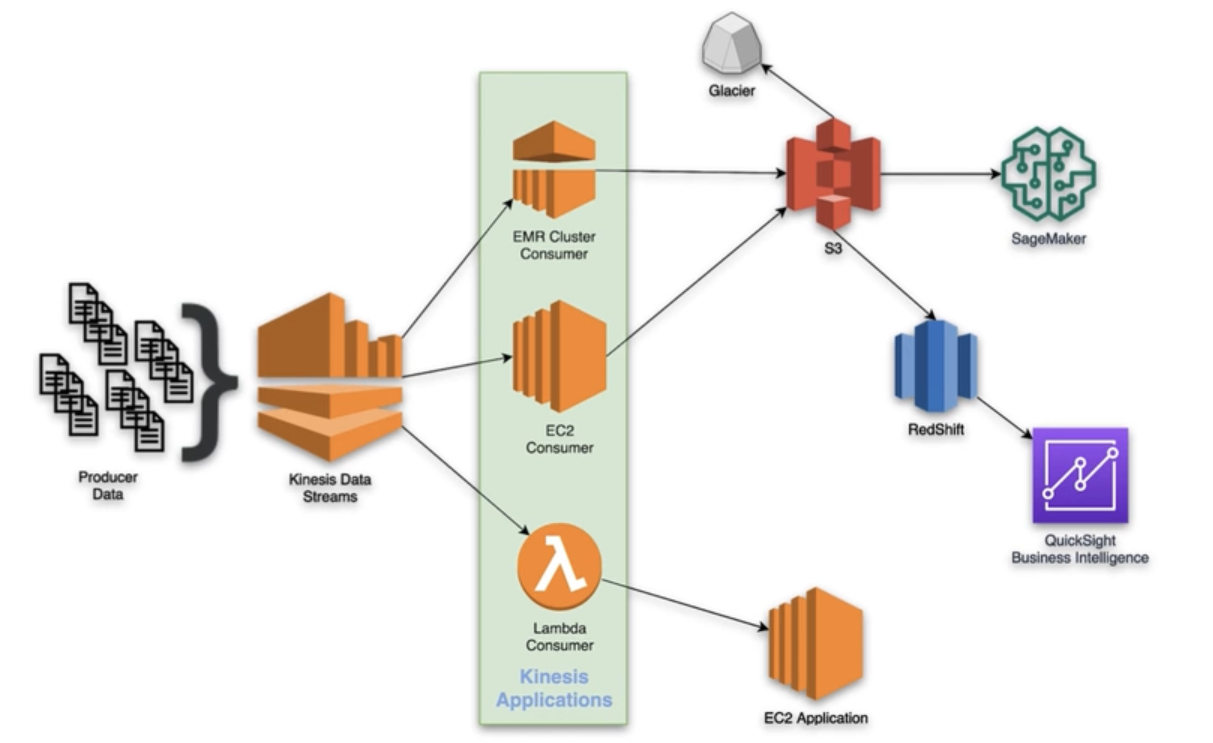 Glacier
EMR Cluster
Consumer
S3
SageMaker
EC2
Consumer
RedShift
Producer
Data
Kinesis Data
Streams
QuickSight
Business Intelligence
λ
Lambda
Consumer
Kinesis
Applications
EC2 Application